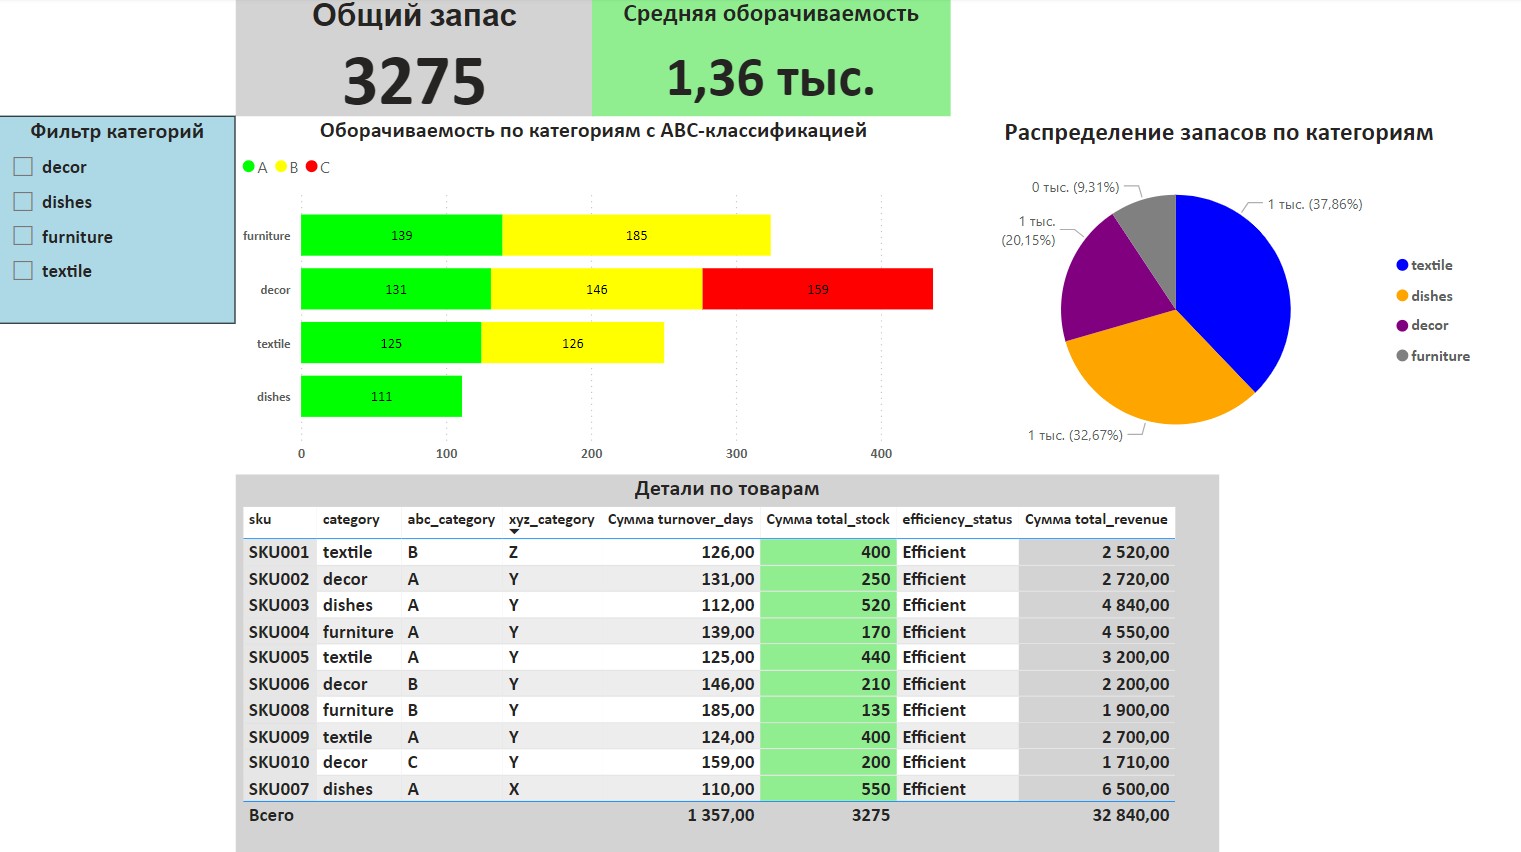 Общий запас
3275
Средняя оборачиваемость
1,36 тыс.
Фильтр категорий
decor
dishes
furniture
textile
Оборачиваемость по категориям с ABC-классификацией
A B C
furniture 139 185
decor 131 146 159
textile 125 126
dishes 111
0 100 200 300 400
Распределение запасов по категориям
0 тыс. (9,31%)
1 тыс. (37,86%)
1 тыс.
(20,15%)
1 тыс. (32,67%)
textile
dishes
decor
furniture
Детали по товарам
sku category abc_category xyz_category Сумма turnover_days Сумма total_stock efficiency_status Сумма total_revenue
SKU001 textile B Z 126,00 400 Efficient 2 520,00
SKU002 decor A Y 131,00 250 Efficient 2 720,00
SKU003 dishes A Y 112,00 520 Efficient 4 840,00
SKU004 furniture A Y 139,00 170 Efficient 4 550,00
SKU005 textile A Y 125,00 440 Efficient 3 200,00
SKU006 decor B Y 146,00 210 Efficient 2 200,00
SKU008 furniture B Y 185,00 135 Efficient 1 900,00
SKU009 textile A Y 124,00 400 Efficient 2 700,00
SKU010 decor C Y 159,00 200 Efficient 1 710,00
SKU007 dishes A X 110,00 550 Efficient 6 500,00
Всего 1 357,00 3275 32 840,00